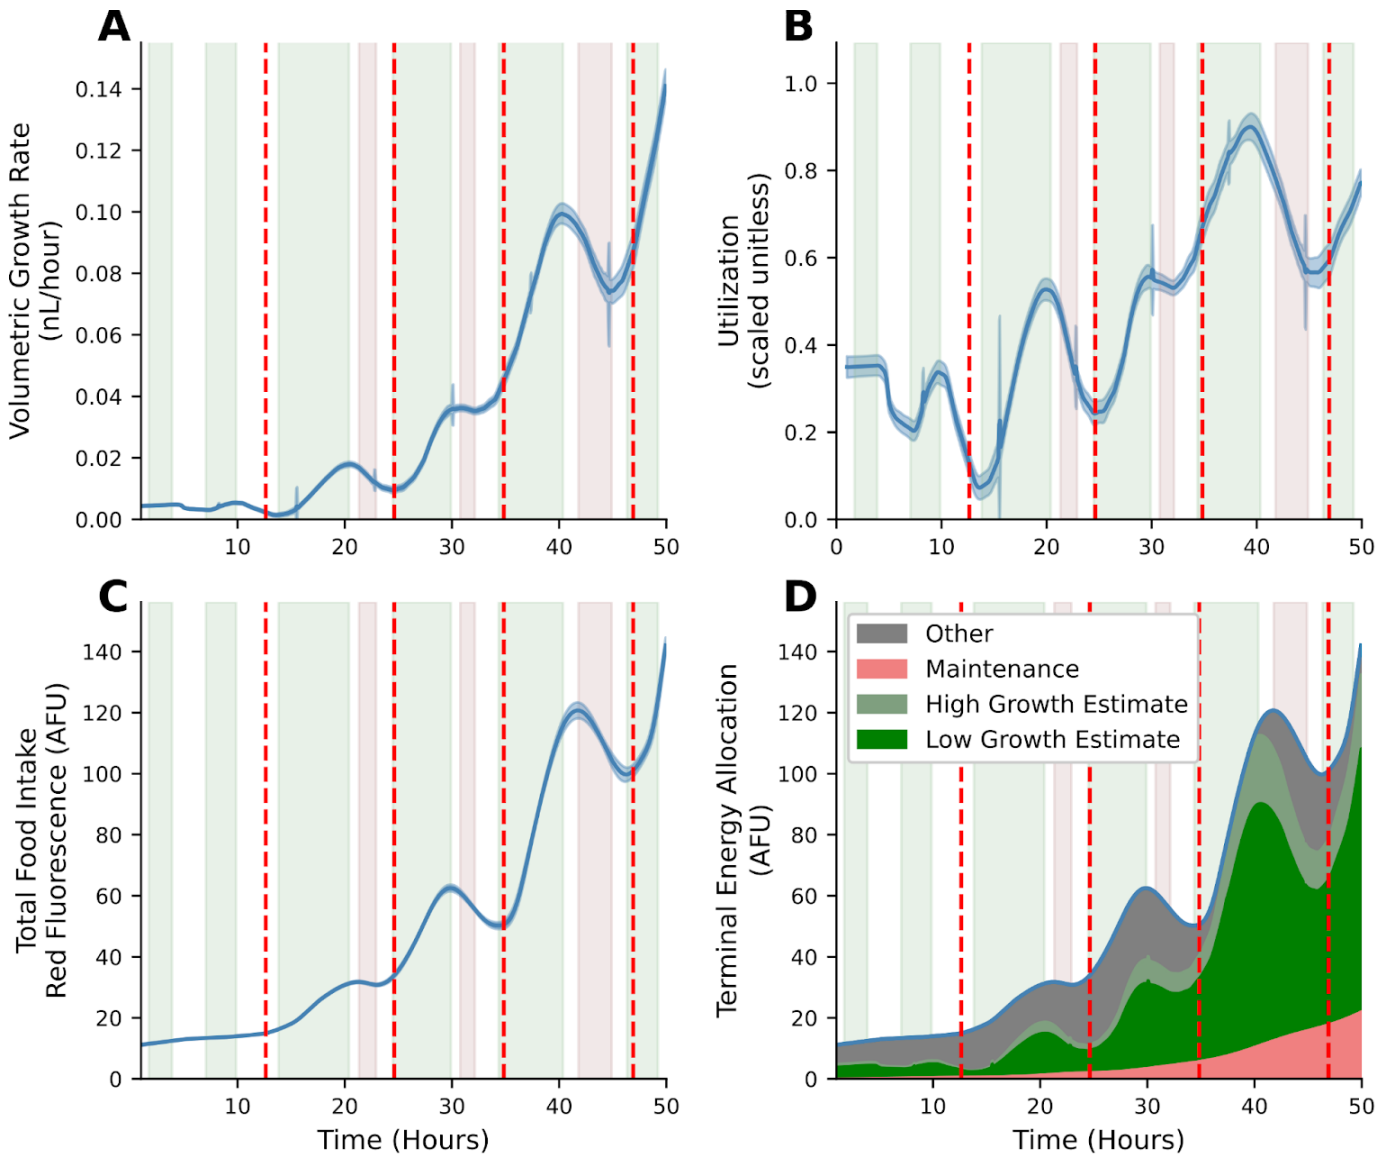 A
Volumetric Growth Rate
(nL/hour)
0.14
0.12
0.10
0.08
0.06
0.04
0.02
0.00
10
20
30
40
50
B
Utilization
(scaled unitless)
1.0
0.8
0.6
0.4
0.2
0.0
0
10
20
30
40
50
C
Total Food Intake
Red Fluorescence (AFU)
140
120
100
80
60
40
20
0
10
20
30
40
50
Time (Hours)
D
Terminal Energy Allocation
(AFU)
140
120
100
80
60
40
20
0
Other
Maintenance
High Growth Estimate
Low Growth Estimate
10
20
30
40
50
Time (Hours)